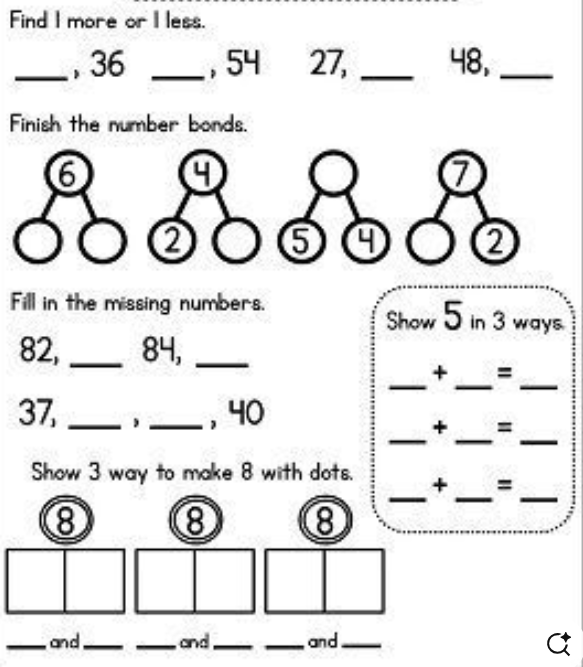 Find 1 more or 1 less.
___, 36 ___, 54 27, ___ 48, ___
Finish the number bonds.
6 4 7
2 5 4 2
Fill in the missing numbers.
82, ___ 84, ___
37, ___, ___, 40
Show 5 in 3 ways.
___ + ___ = ___
___ + ___ = ___
___ + ___ = ___
Show 3 way to make 8 with dots.
8 8 8
___ and ___ ___ and ___ ___ and ___